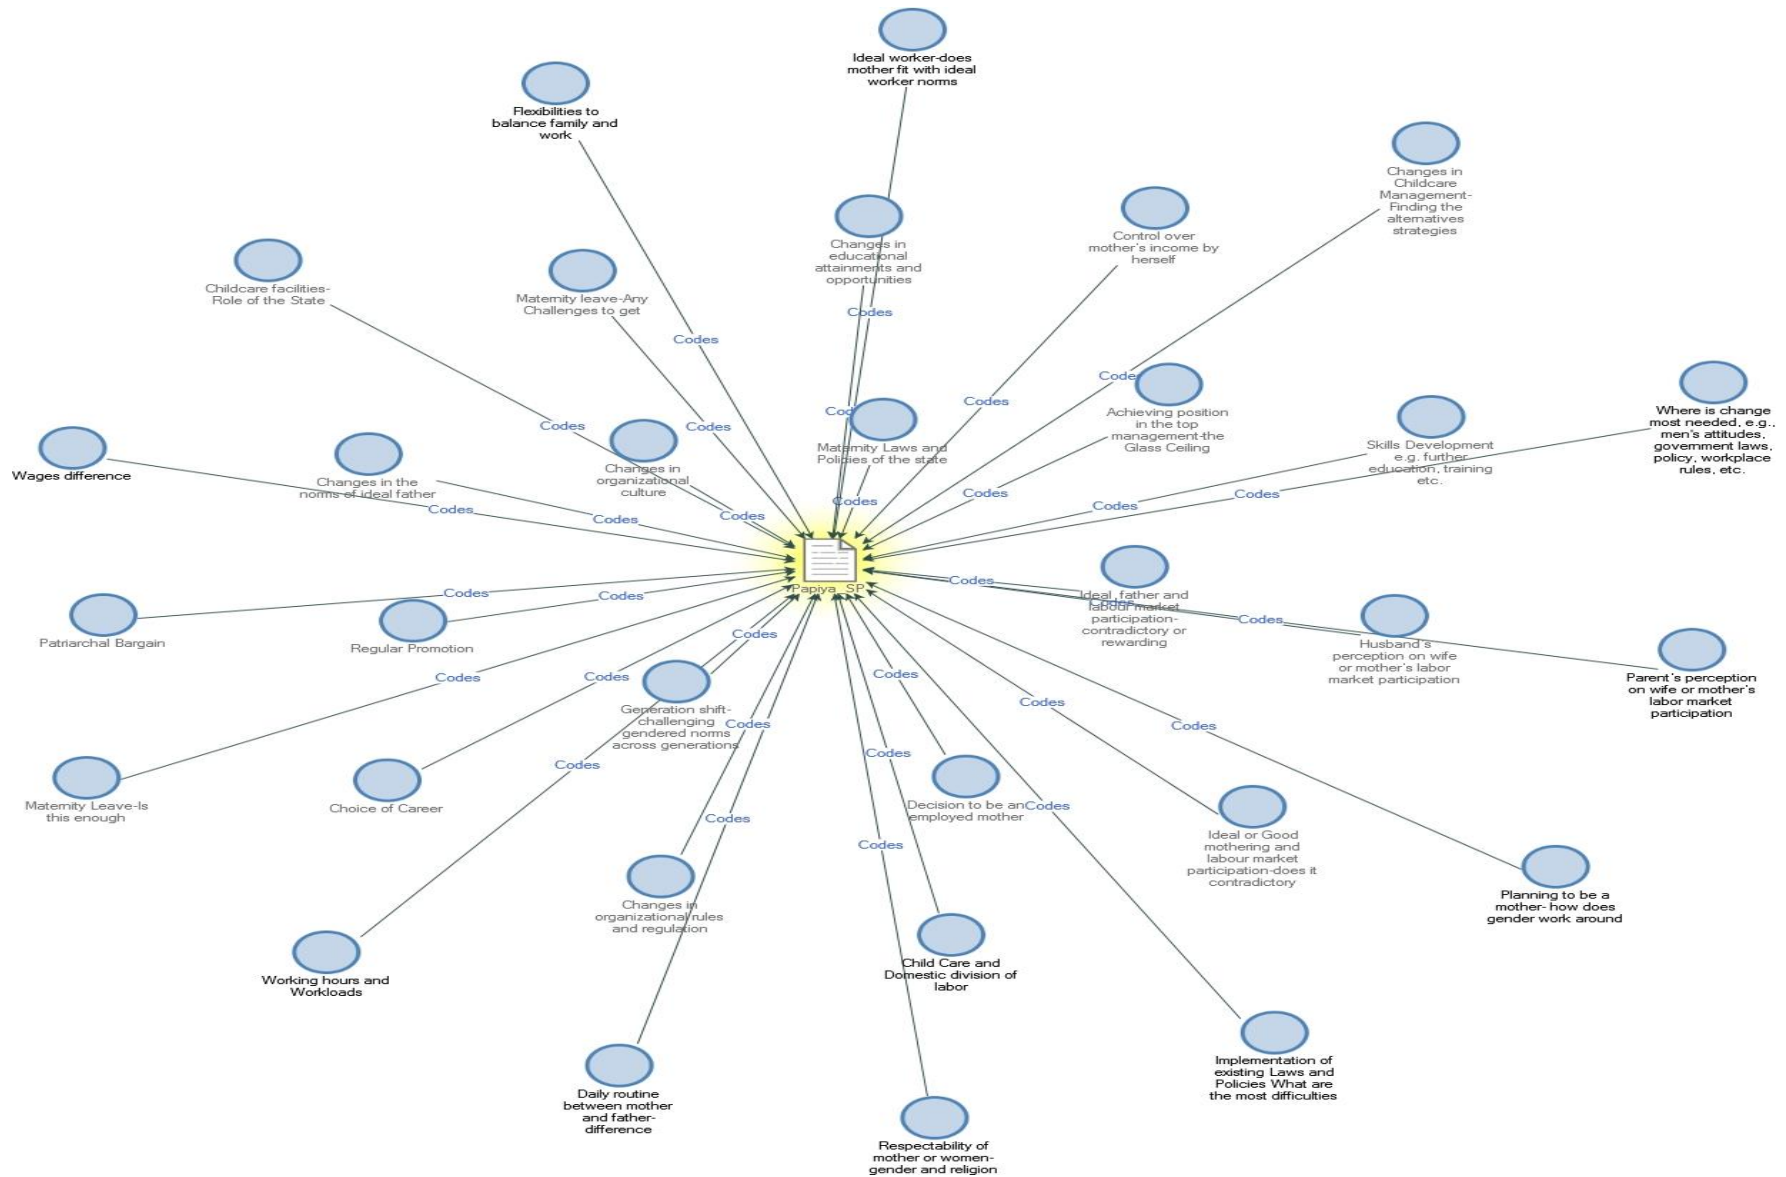 Ideal worker-does
mother fit with ideal
worker norms
Flexibilities to
balance family and
work
Changes in
Childcare
Management-
Finding the
alternatives
strategies
Changes in
educational
attainments and
opportunities
Control over
mother's income by
herself
Childcare facilities-
Role of the State
Maternity leave-Any
Challenges to get
Codes
Codes
Codes
Codes
Codes
Codes
Codes
Achieving position
in the top
management-the
Glass Ceiling
Where is change
most needed, e.g.,
men's attitudes,
government laws,
policy, workplace
rules, etc.
Maternity Laws and
Policies of the state
Skills Development
e.g. further
education, training
etc.
Wages difference
Changes in the
norms of ideal father
Changes in
organizational
culture
Codes
Codes
Codes
Codes
Codes
Codes
Codes
Codes
Papiya_SP
Codes
Codes
Codes
Codes
Codes
Ideal father and
labour market
participation-
contradictory or
rewarding
Patriarchal Bargain
Regular Promotion
Husband's
perception on wife
or mother's labor
market participation
Parent's perception
on wife or mother's
labor market
participation
Codes
Codes
Codes
Codes
Codes
Generation shift-
challenging
gendered norms
across generations
Codes
Codes
Codes
Codes
Codes
Maternity Leave-Is
this enough
Choice of Career
Decision to be an
employed mother
Codes
Codes
Codes
Ideal or Good
mothering and
labour market
participation-does it
contradictory
Changes in
organizational rules
and regulation
Planning to be a
mother- how does
gender work around
Working hours and
Workloads
Child Care and
Domestic division of
labor
Daily routine
between mother
and father-
difference
Implementation of
existing Laws and
Policies What are
the most difficulties
Respectability of
mother or women-
gender and religion